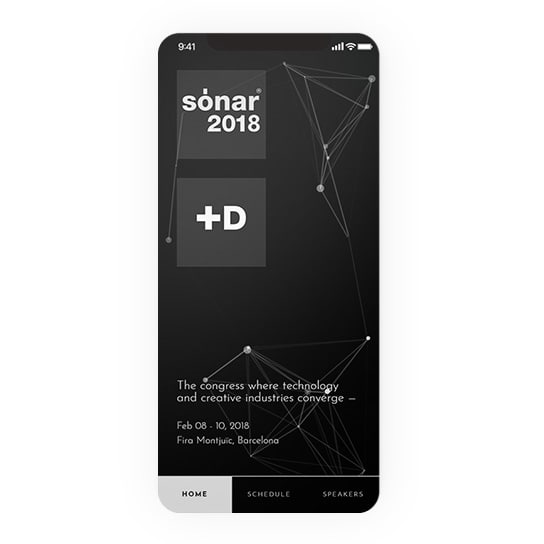 9:41
sónar®
2018
+D
The congress where technology
and creative industries converge —
Feb 08 - 10, 2018
Fira Montjuïc, Barcelona
HOME SCHEDULE SPEAKERS